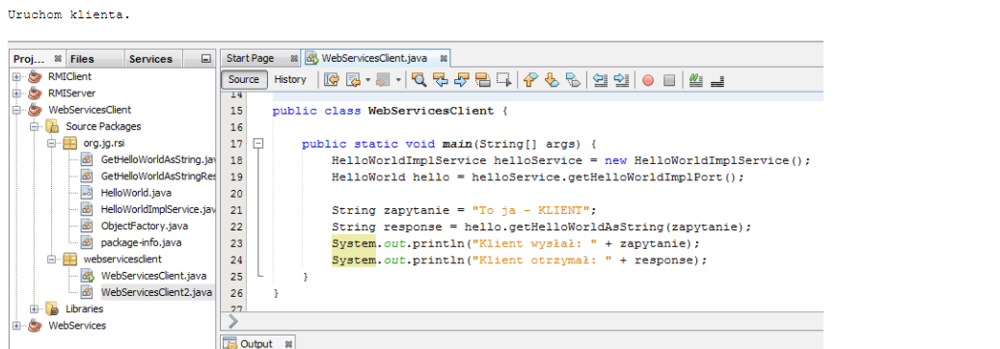 Uruchom klienta.
Proj... Files Services
RMIClient
RMIServer
WebServicesClient
Source Packages
org.jg.rsi
GetHelloWorldAsString.jav
GetHelloWorldAsStringRes
HelloWorld.java
HelloWorldImplService.jav
ObjectFactory.java
package-info.java
webservicesclient
WebServicesClient.java
WebServicesClient2.java
Libraries
WebServices
Start Page WebServicesClient.java
Source History
14
15 public class WebServicesClient {
16
17 public static void main(String[] args) {
18 HelloWorldImplService helloService = new HelloWorldImplService();
19 HelloWorld hello = helloService.getHelloWorldImplPort();
20
21 String zapytanie = "To ja - KLIENT";
22 String response = hello.getHelloWorldAsString(zapytanie);
23 System.out.println("Klient wysłał: " + zapytanie);
24 System.out.println("Klient otrzymał: " + response);
25 }
26 }
27
Output